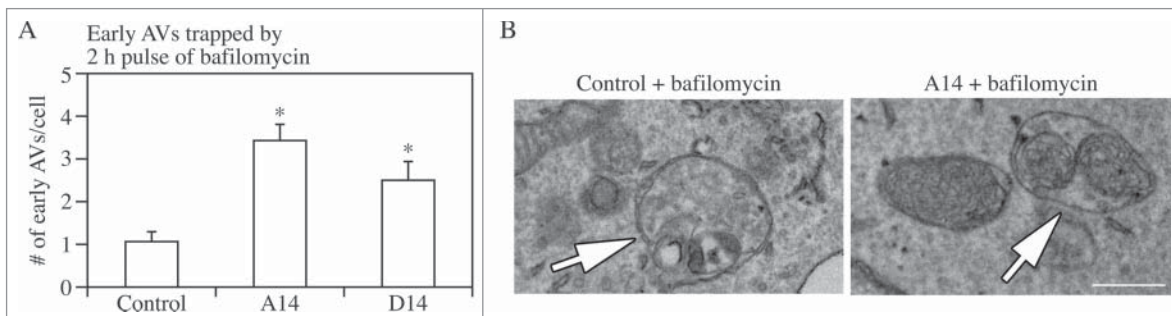 A
Early AVs trapped by
2 h pulse of bafilomycin
# of early AVs/cell
5
4
3
2
1
0
*
*
Control
A14
D14
B
Control + bafilomycin
A14 + bafilomycin